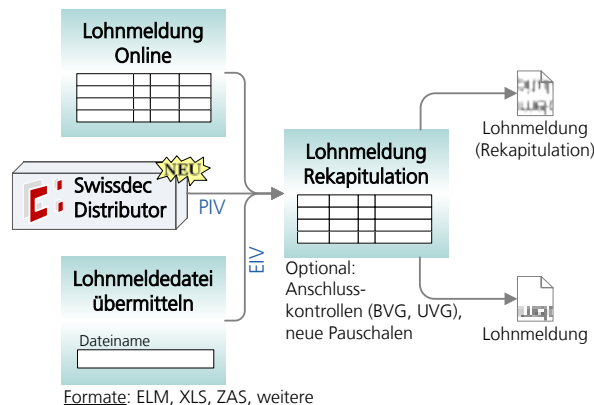 Lohnmeldung
Online
NEU
Swissdec
Distributor
PIV
EIV
Lohnmeldedatei
übermitteln
Dateiname
Formate: ELM, XLS, ZAS, weitere
Lohnmeldung
Rekapitulation
Optional:
Anschluss-
kontrollen (BVG, UVG),
neue Pauschalen
Lohnmeldung
(Rekapitulation)
Lohnmeldung